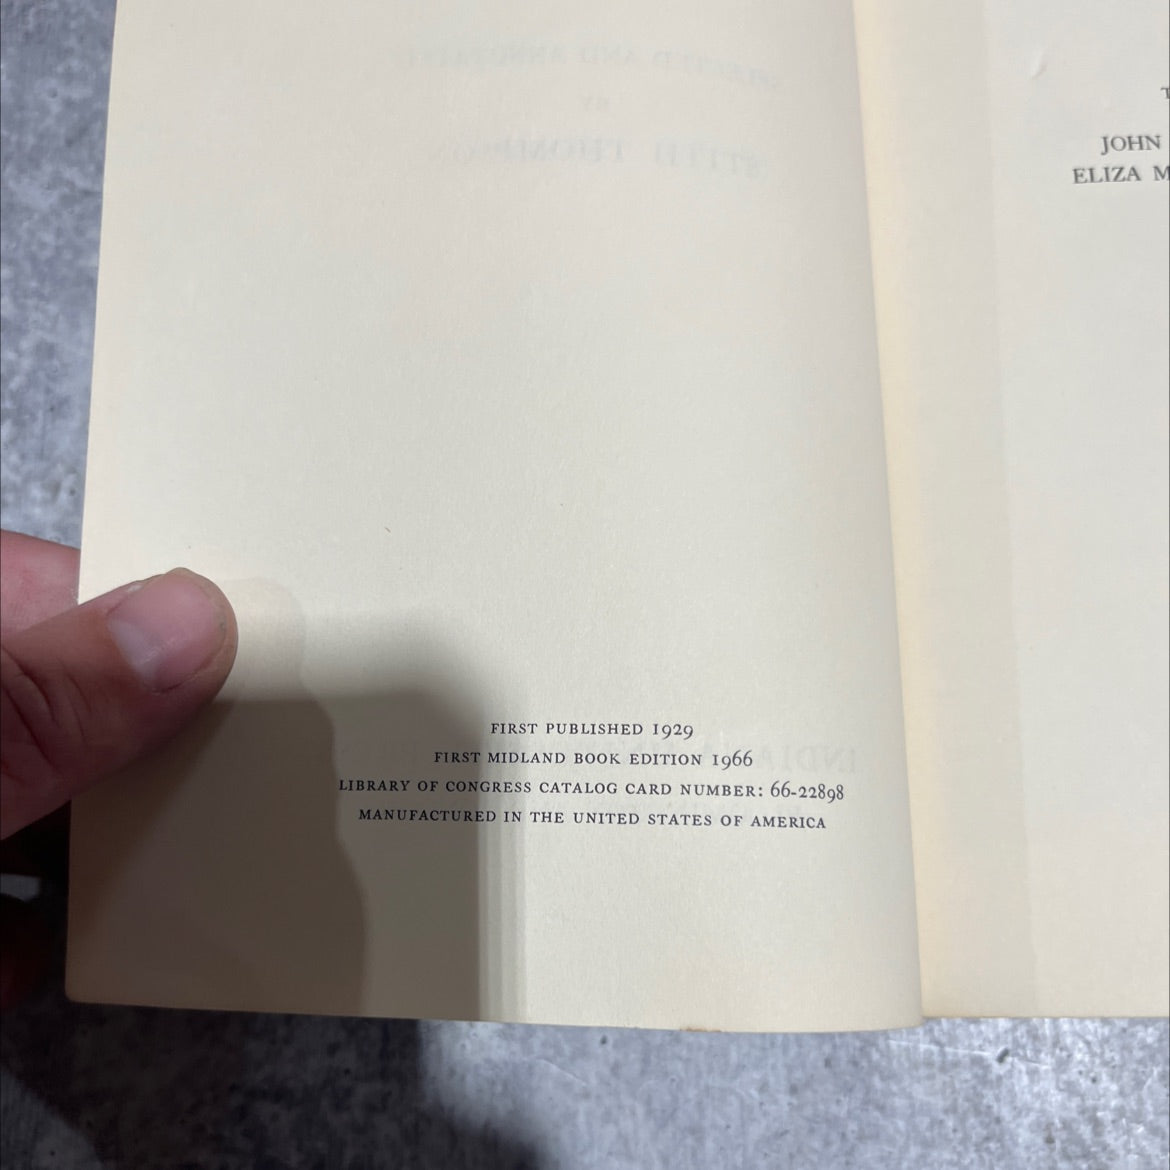 FIRST PUBLISHED 1929
FIRST MIDLAND BOOK EDITION 1966
LIBRARY OF CONGRESS CATALOG CARD NUMBER: 66-22898
MANUFACTURED IN THE UNITED STATES OF AMERICA
JOHN
ELIZA M